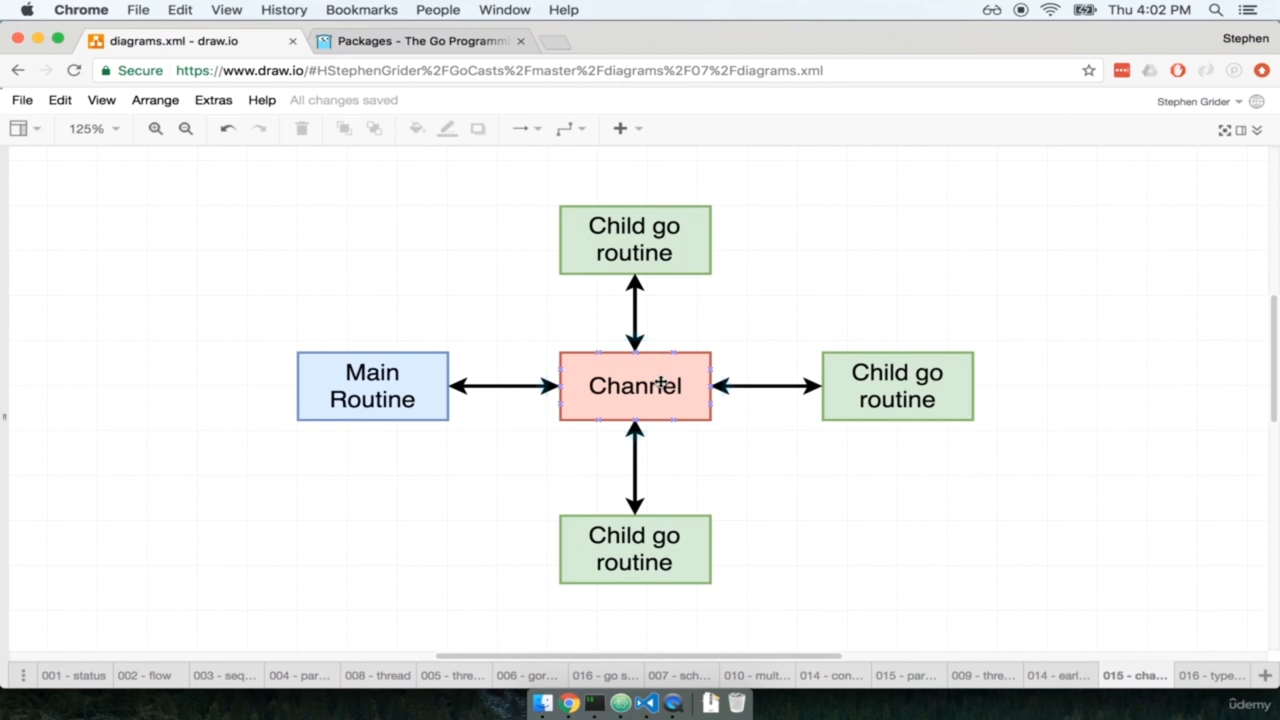 Chrome File Edit View History Bookmarks People Window Help Thu 4:02 PM
diagrams.xml - draw.io Packages - The Go Programmi Stephen
Secure https://www.draw.io/#HStephenGrider%2FGoCasts%2Fmaster%2Fdiagrams%2F07%2Fdiagrams.xml
File Edit View Arrange Extras Help All changes saved Stephen Grider
125%
Child go
routine
Main
Routine
Channel
Child go
routine
Child go
routine
001 - status 002 - flow 003 - seq... 004 - par... 008 - thread 005 - thre... 006 - gor... 016 - go s... 007 - sch... 010 - mult... 014 - con... 015 - par... 009 - thre... 014 - earl... 015 - cha... 016 - type...
ûdemy